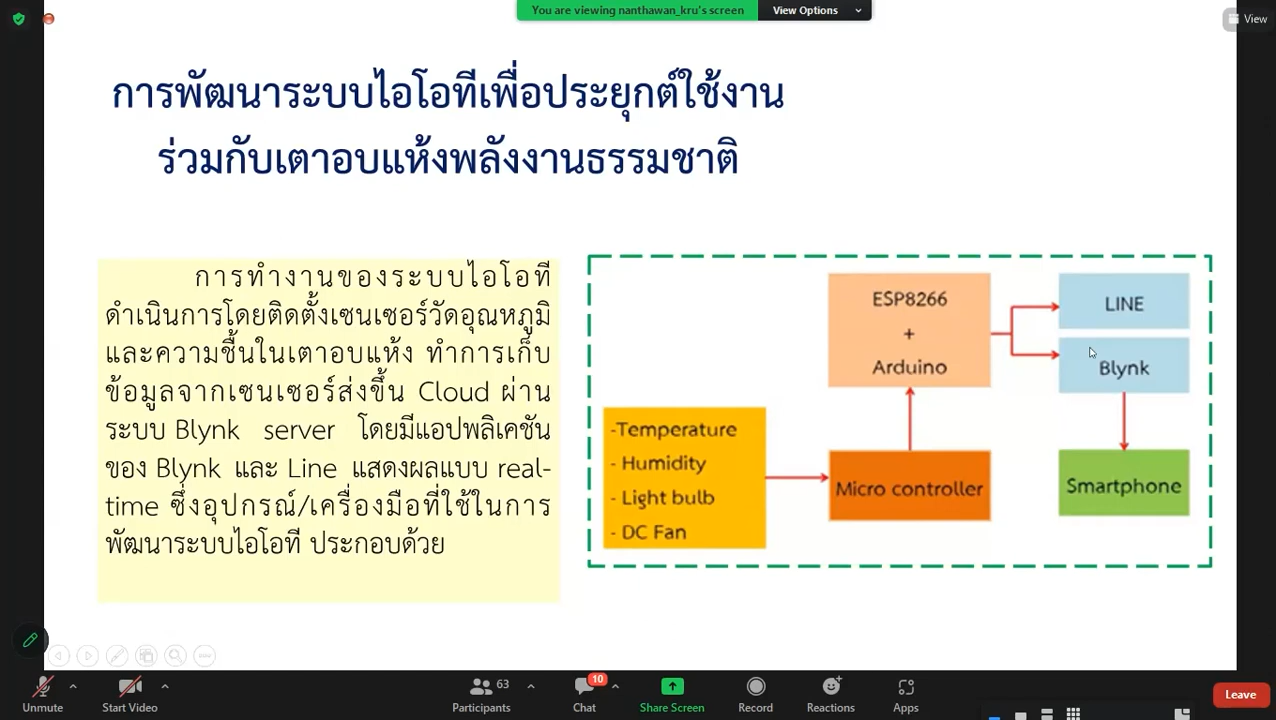 You are viewing nanthawan_kru's screen
View Options
View
การพัฒนาระบบไอโอทีเพื่อประยุกต์ใช้งาน
ร่วมกับเตาอบแห้งพลังงานธรรมชาติ
การทำงานของระบบไอโอที
ดำเนินการโดยติดตั้งเซนเซอร์วัดอุณหภูมิ
และความชื้นในเตาอบแห้ง ทำการเก็บ
ข้อมูลจากเซนเซอร์ส่งขึ้น Cloud ผ่าน
ระบบ Blynk server โดยมีแอปพลิเคชัน
ของ Blynk และ Line แสดงผลแบบ real-
time ซึ่งอุปกรณ์/เครื่องมือที่ใช้ในการ
พัฒนาระบบไอโอที ประกอบด้วย
-Temperature
- Humidity
- Light bulb
- DC Fan
Micro controller
ESP8266
+
Arduino
LINE
Blynk
Smartphone
Unmute
Start Video
63
Participants
10
Chat
Share Screen
Record
Reactions
Apps
Leave